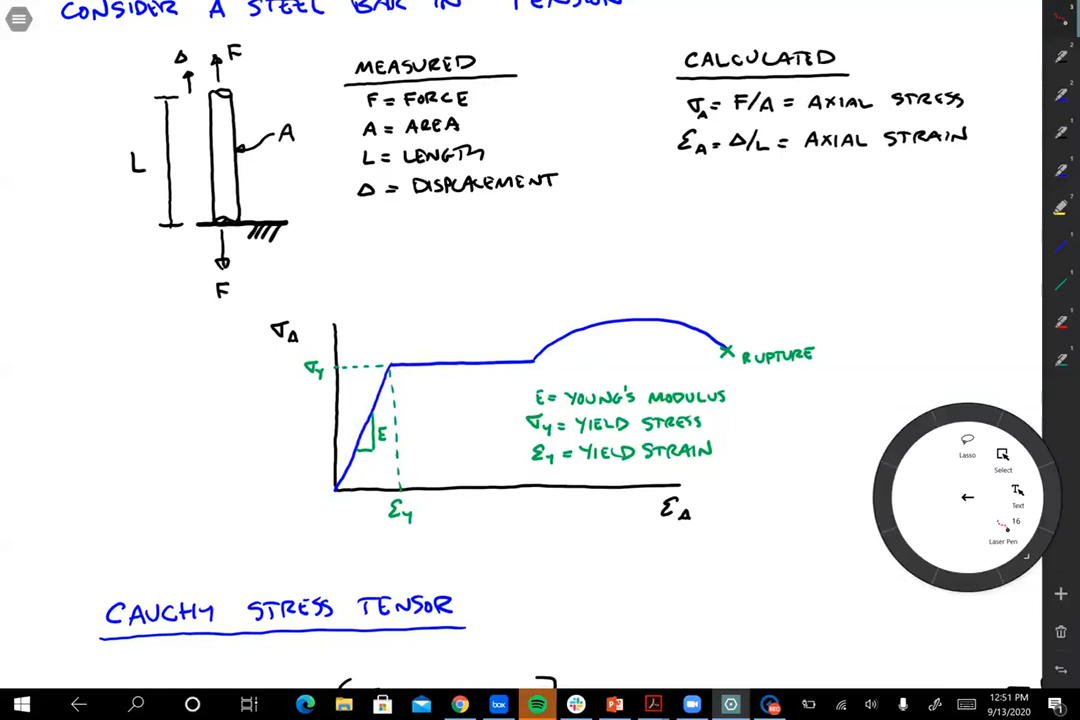 CONSIDER A STEEL BAR IN TENSION
Δ
F
L
A
F
MEASURED
F = FORCE
A = AREA
L = LENGTH
Δ = DISPLACEMENT
CALCULATED
σA = F/A = AXIAL STRESS
εA = Δ/L = AXIAL STRAIN
σA
σY
E
RUPTURE
E = YOUNG'S MODULUS
σY = YIELD STRESS
εY = YIELD STRAIN
εY
εA
CAUCHY STRESS TENSOR
Lasso
Select
Text
16
Laser Pen
box
12:51 PM
9/13/2020